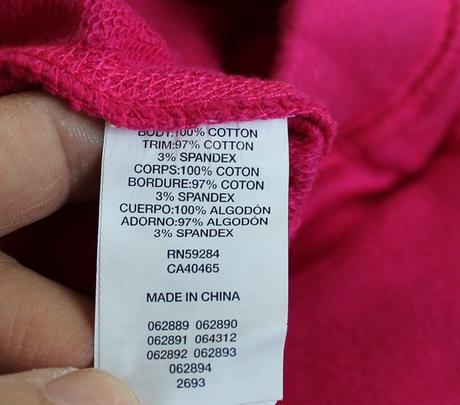 BODY:100% COTTON
TRIM:97% COTTON
3% SPANDEX
CORPS:100% COTON
BORDURE:97% COTON
3% SPANDEX
CUERPO:100% ALGODÓN
ADORNO:97% ALGODÓN
3% SPANDEX
RN59284
CA40465
MADE IN CHINA
062889 062890
062891 064312
062892 062893
062894
2693